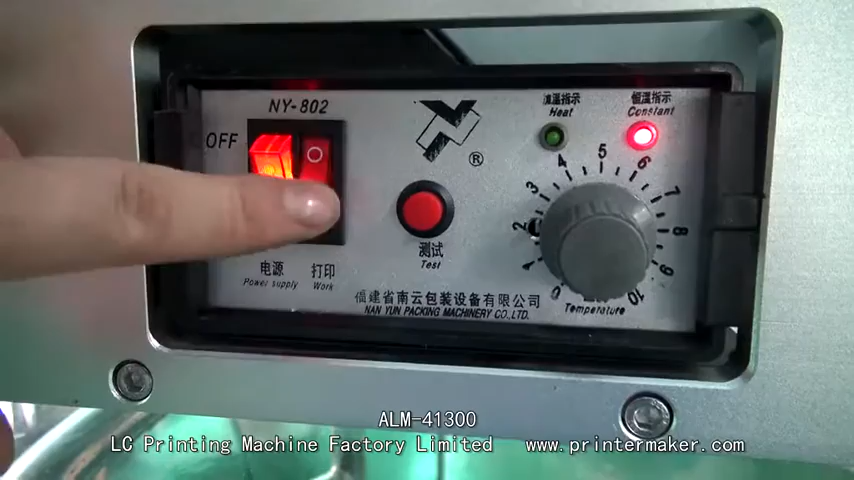 NY-802
OFF
电源
Power supply
打印
Work
®
测试
Test
加温指示
Heat
恒温指示
Constant
0 1 2 3 4 5 6 7 8 9 10
Temperature
福建省南云包装设备有限公司
NAN YUN PACKING MACHINERY CO.,LTD.
ALM-41300
LC Printing Machine Factory Limited www.printermaker.com